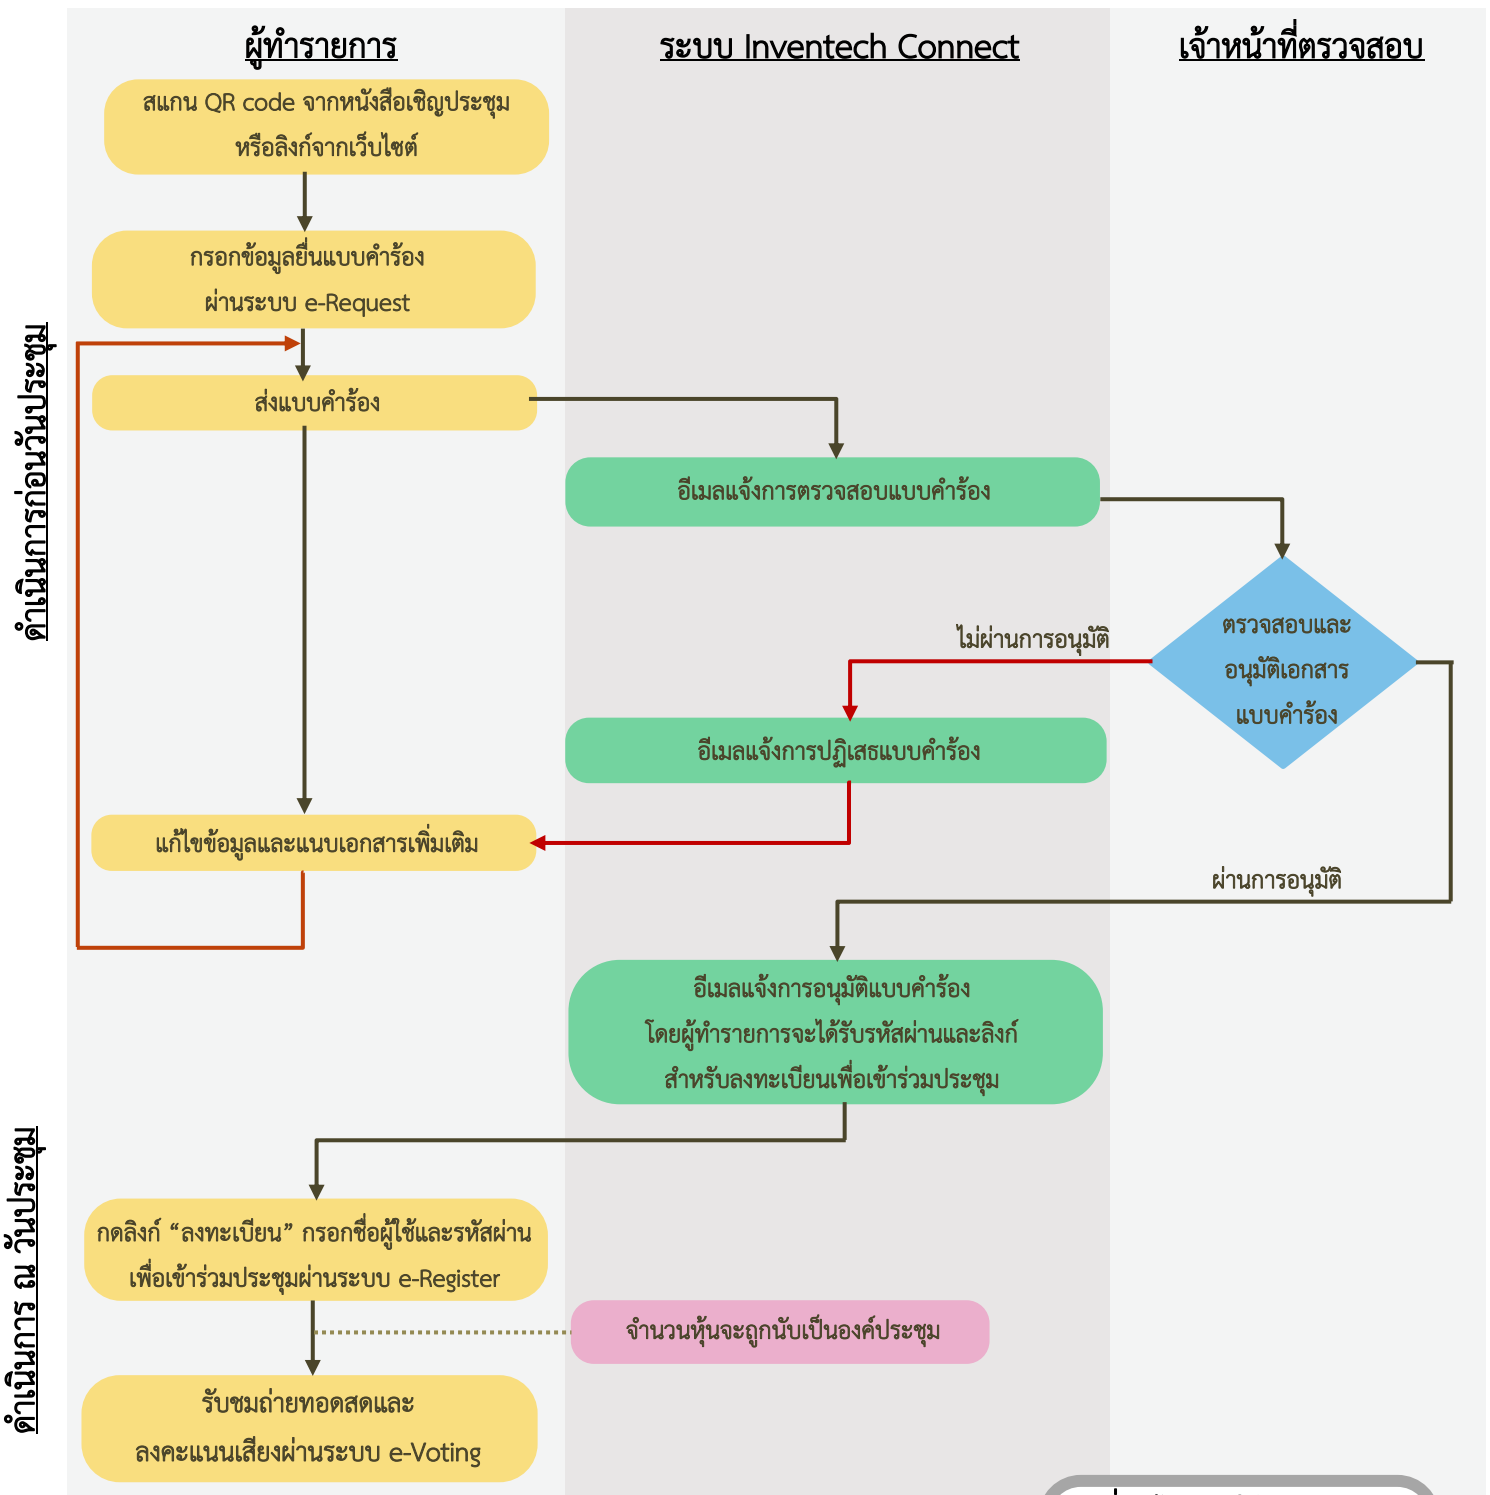 ผู้ทำรายการ
ระบบ Inventech Connect
เจ้าหน้าที่ตรวจสอบ
ดำเนินการก่อนวันประชุม
สแกน QR code จากหนังสือเชิญประชุม
หรือลิงก์จากเว็บไซต์
กรอกข้อมูลยื่นแบบคำร้อง
ผ่านระบบ e-Request
ส่งแบบคำร้อง
อีเมลแจ้งการตรวจสอบแบบคำร้อง
ตรวจสอบและ
อนุมัติเอกสาร
แบบคำร้อง
ไม่ผ่านการอนุมัติ
อีเมลแจ้งการปฏิเสธแบบคำร้อง
แก้ไขข้อมูลและแนบเอกสารเพิ่มเติม
ผ่านการอนุมัติ
อีเมลแจ้งการอนุมัติแบบคำร้อง
โดยผู้ทำรายการจะได้รับรหัสผ่านและลิงก์
สำหรับลงทะเบียนเพื่อเข้าร่วมประชุม
ดำเนินการ ณ วันประชุม
กดลิงก์ “ลงทะเบียน” กรอกชื่อผู้ใช้และรหัสผ่าน
เพื่อเข้าร่วมประชุมผ่านระบบ e-Register
จำนวนหุ้นจะถูกนับเป็นองค์ประชุม
รับชมถ่ายทอดสดและ
ลงคะแนนเสียงผ่านระบบ e-Voting